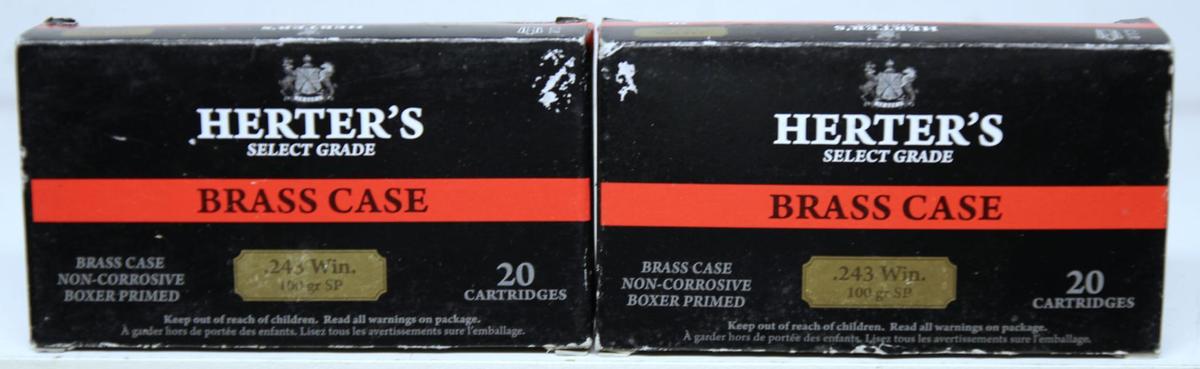 HERTER'S
HERTER'S
SELECT GRADE
BRASS CASE
BRASS CASE
NON-CORROSIVE
BOXER PRIMED
.243 Win.
100 gr SP
20
CARTRIDGES
Keep out of reach of children. Read all warnings on package.
À garder hors de portée des enfants. Lisez tous les avertissements sure l'emballage.
HERTER'S
HERTER'S
SELECT GRADE
BRASS CASE
BRASS CASE
NON-CORROSIVE
BOXER PRIMED
.243 Win.
100 gr SP
20
CARTRIDGES
Keep out of reach of children. Read all warnings on package.
À garder hors de portée des enfants. Lisez tous les avertissements sure l'emballage.